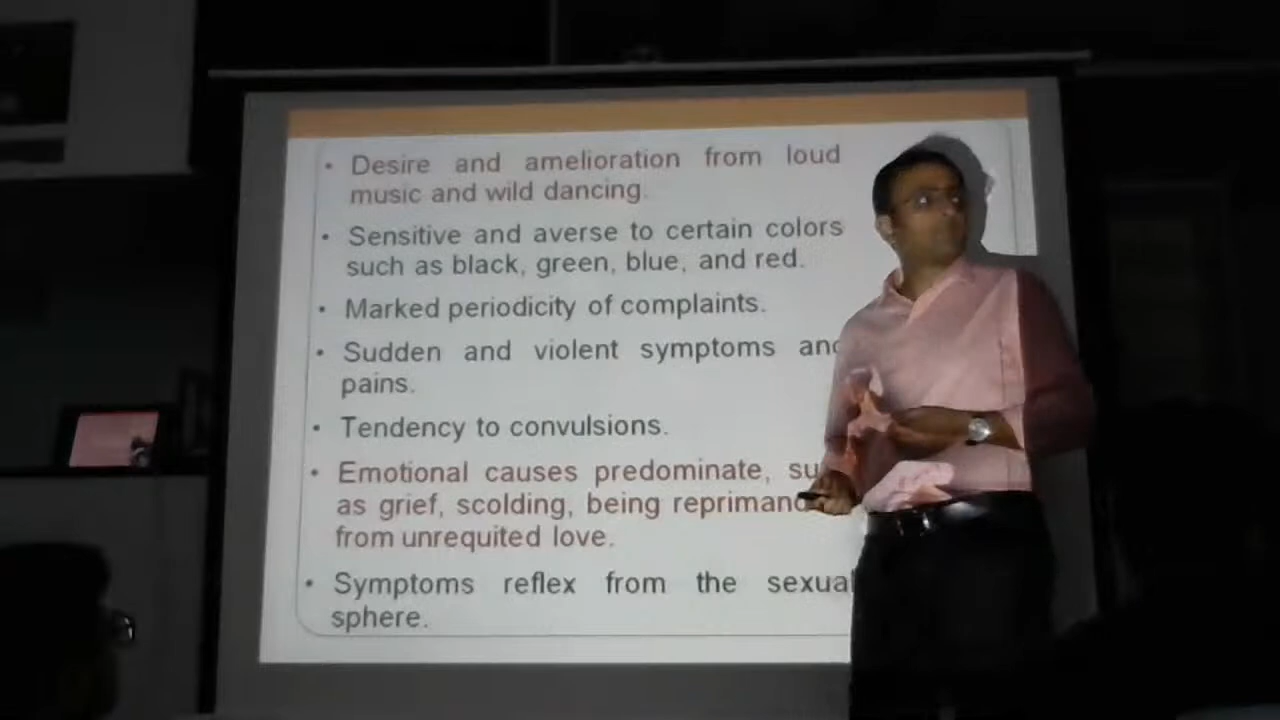 • Desire and amelioration from loud
music and wild dancing.
• Sensitive and averse to certain colors
such as black, green, blue, and red.
• Marked periodicity of complaints.
• Sudden and violent symptoms and
pains.
• Tendency to convulsions.
• Emotional causes predominate, su
as grief, scolding, being reprimand
from unrequited love.
• Symptoms reflex from the sexual
sphere.